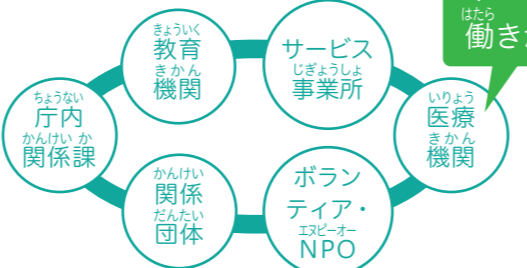 はたら
働き
きょういく
教育
きかん
機関
サービス
じぎょうしょ
事業所
ちょうない
庁内
かんけいか
関係課
いりょう
医療
きかん
機関
かんけい
関係
だんたい
団体
ボラン
ティア・
エヌピーオー
NPO